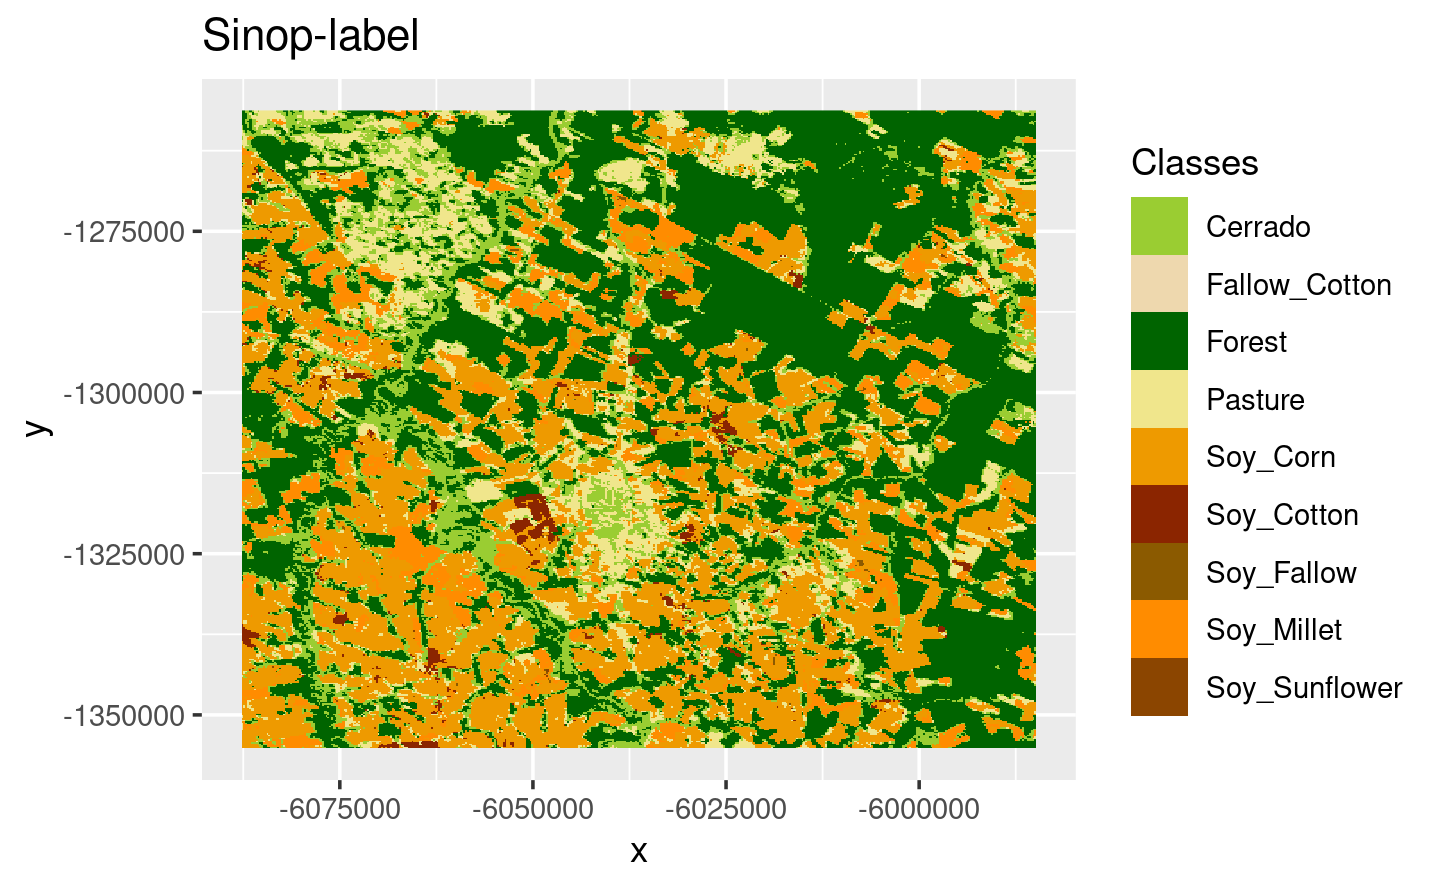 Sinop-label
Classes
Cerrado
Fallow_Cotton
Forest
Pasture
Soy_Corn
Soy_Cotton
Soy_Fallow
Soy_Millet
Soy_Sunflower
y
-1275000
-1300000
-1325000
-1350000
-6075000
-6050000
-6025000
-6000000
x